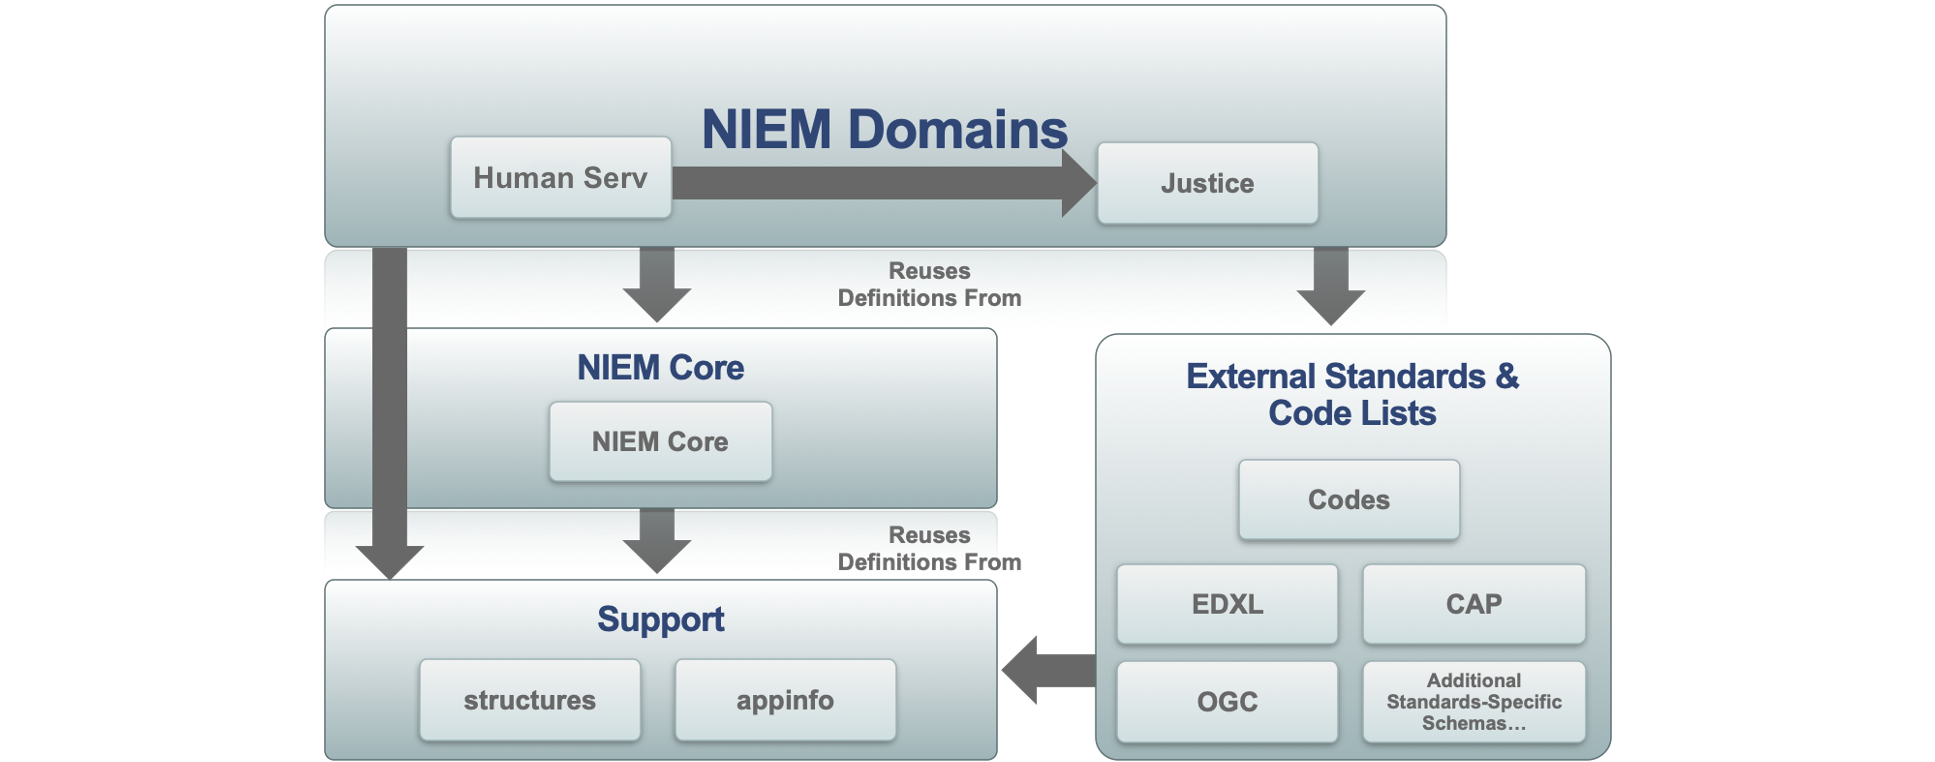 NIEM Domains
Human Serv
Justice
Reuses
Definitions From
NIEM Core
NIEM Core
External Standards &
Code Lists
Codes
EDXL
CAP
OGC
Additional
Standards-Specific
Schemas...
Reuses
Definitions From
Support
structures
appinfo